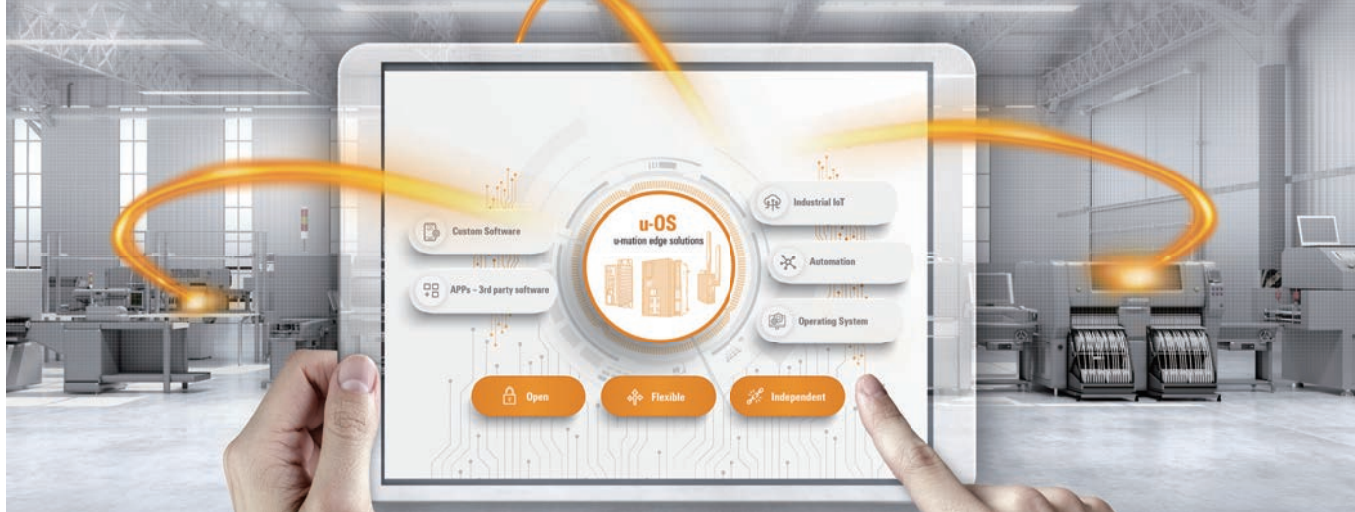 u-OS
u-mation edge solutions
Custom Software
APPs – 3rd party software
Industrial IoT
Automation
Operating System
Open
Flexible
Independent